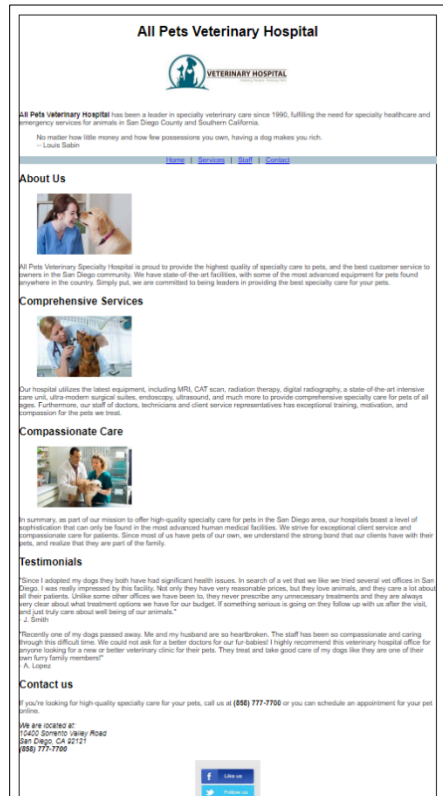 All Pets Veterinary Hospital
VETERINARY HOSPITAL
All Pets Veterinary Hospital has been a leader in specialty veterinary care since 1990, fulfilling the need for specialty healthcare and
emergency services for animals in San Diego County and Southern California.
No matter how little money and how few possessions you own, having a dog makes you rich.
-- Louis Sabin
Home | Services | Staff | Contact
About Us
All Pets Veterinary Specialty Hospital is proud to provide the highest quality of specialty care to pets, and the best customer service to
owners in the San Diego community. We have state-of-the-art facilities, with some of the most advanced equipment for pets found
anywhere in the country. Simply put, we are committed to being leaders in providing the best specialty care for your pets.
Comprehensive Services
Our hospital utilizes the latest equipment, including MRI, CAT scan, radiation therapy, digital radiography, a state-of-the-art intensive
care unit, ultra-modern surgical suites, endoscopy, ultrasound, and much more to provide comprehensive specialty care for pets of all
ages. Furthermore, our staff of doctors, technicians and client service representatives has exceptional training, motivation, and
compassion for the pets we treat.
Compassionate Care
In summary, as part of our mission to offer high-quality specialty care for pets in the San Diego area, our hospitals boast a level of
sophistication that can only be found in the most advanced human medical facilities. We strive for exceptional client service and
compassionate care for patients. Since most of us have pets of our own, we understand the strong bond that our clients have with their
pets, and realize that they are part of the family.
Testimonials
"Since I adopted my dogs they both have had significant health issues. In search of a vet that we like we tried several vet offices in San
Diego. I was really impressed by this facility. Not only they have very reasonable prices, but they love animals, and they care a lot about
all their patients. Unlike some other offices we have been to, they never prescribe any unnecessary treatments and they are always
very clear about what treatment options we have for our budget. If something serious is going on they follow up with us after the visit,
and just truly care about well being of our animals."
- J. Smith
"Recently one of my dogs passed away. Me and my husband are so heartbroken. The staff has been so compassionate and caring
through this difficult time. We could not ask for a better doctors for our fur-babies! I highly recommend this veterinary hospital office for
anyone looking for a new or better veterinary clinic for their pets. They treat and take good care of my dogs like they are one of their
own furry family members!"
- A. Lopez
Contact us
If you're looking for high-quality specialty care for your pets, call us at (858) 777-7700 or you can schedule an appointment for your pet
online.
We are located at:
10400 Sorrento Valley Road
San Diego, CA 92121
(858) 777-7700
Like us
Follow us